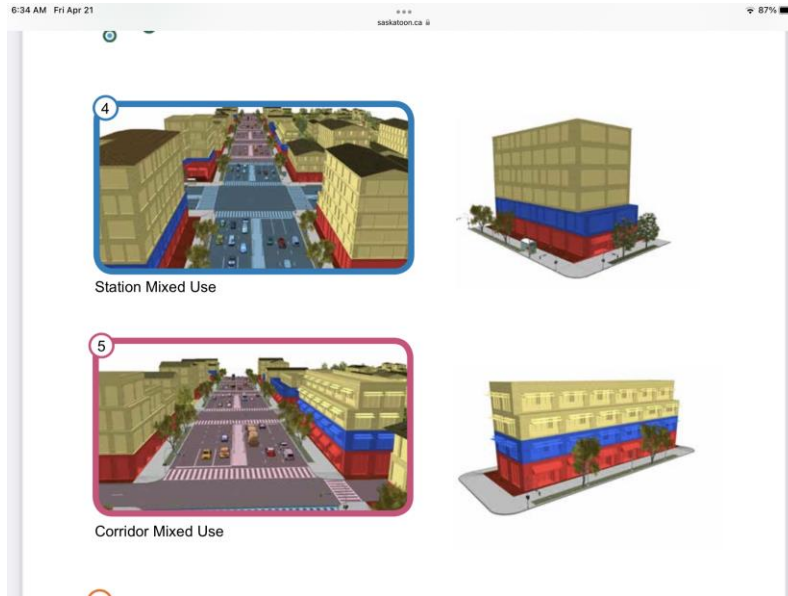 6:34 AM Fri Apr 21
87%
saskatoon.ca
4
Station Mixed Use
5
Corridor Mixed Use